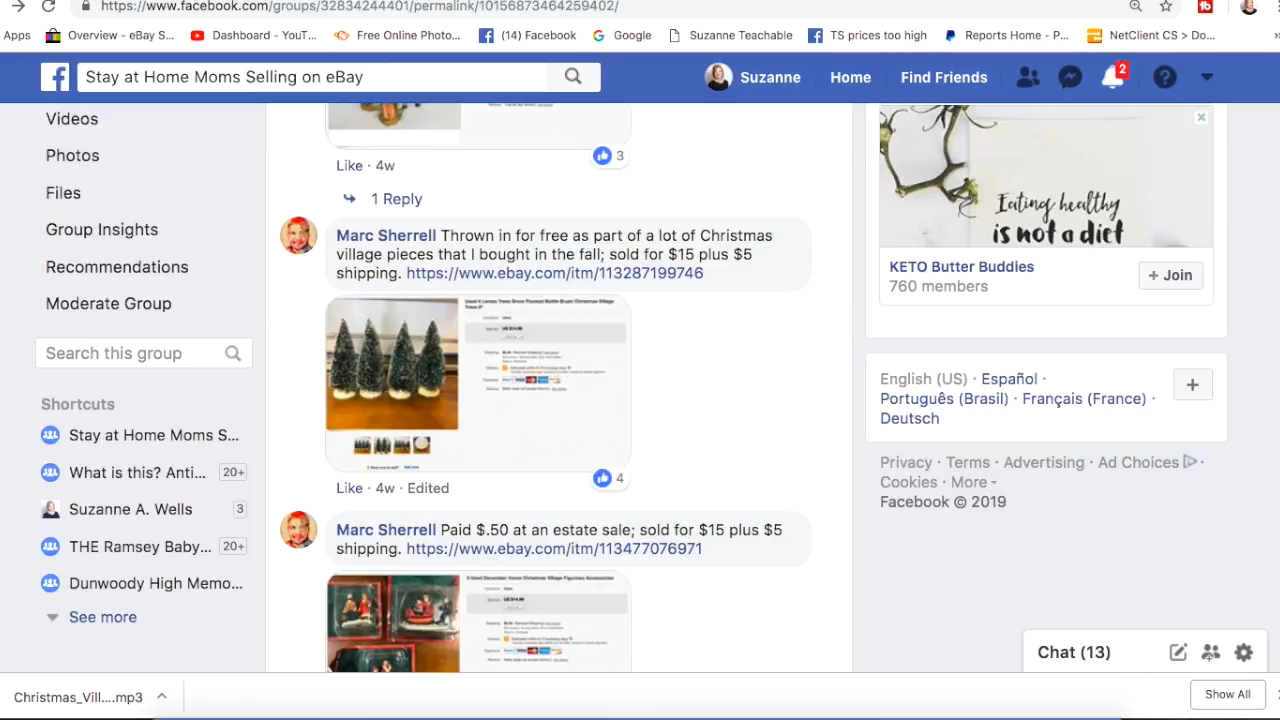 https://www.facebook.com/groups/32834244401/permalink/10156873464259402/
Apps Overview - eBay S... Dashboard - YouT... Free Online Photo... (14) Facebook Google Suzanne Teachable TS prices too high Reports Home - P... NetClient CS > Do...
Stay at Home Moms Selling on eBay
Suzanne Home Find Friends 2
Videos
Photos
Files
Group Insights
Recommendations
Moderate Group
Search this group
Shortcuts
Stay at Home Moms S...
What is this? Anti... 20+
Suzanne A. Wells 3
THE Ramsey Baby... 20+
Dunwoody High Memo...
See more
3
Like · 4w
1 Reply
Marc Sherrell Thrown in for free as part of a lot of Christmas
village pieces that I bought in the fall; sold for $15 plus $5
shipping. https://www.ebay.com/itm/113287199746
4
Like · 4w · Edited
Marc Sherrell Paid $.50 at an estate sale; sold for $15 plus $5
shipping. https://www.ebay.com/itm/113477076971
Eating healthy
is not a diet
KETO Butter Buddies
760 members
+ Join
English (US) · Español ·
Português (Brasil) · Français (France) ·
Deutsch
Privacy · Terms · Advertising · Ad Choices ·
Cookies · More
Facebook © 2019
Chat (13)
Christmas_Vill....mp3
Show All